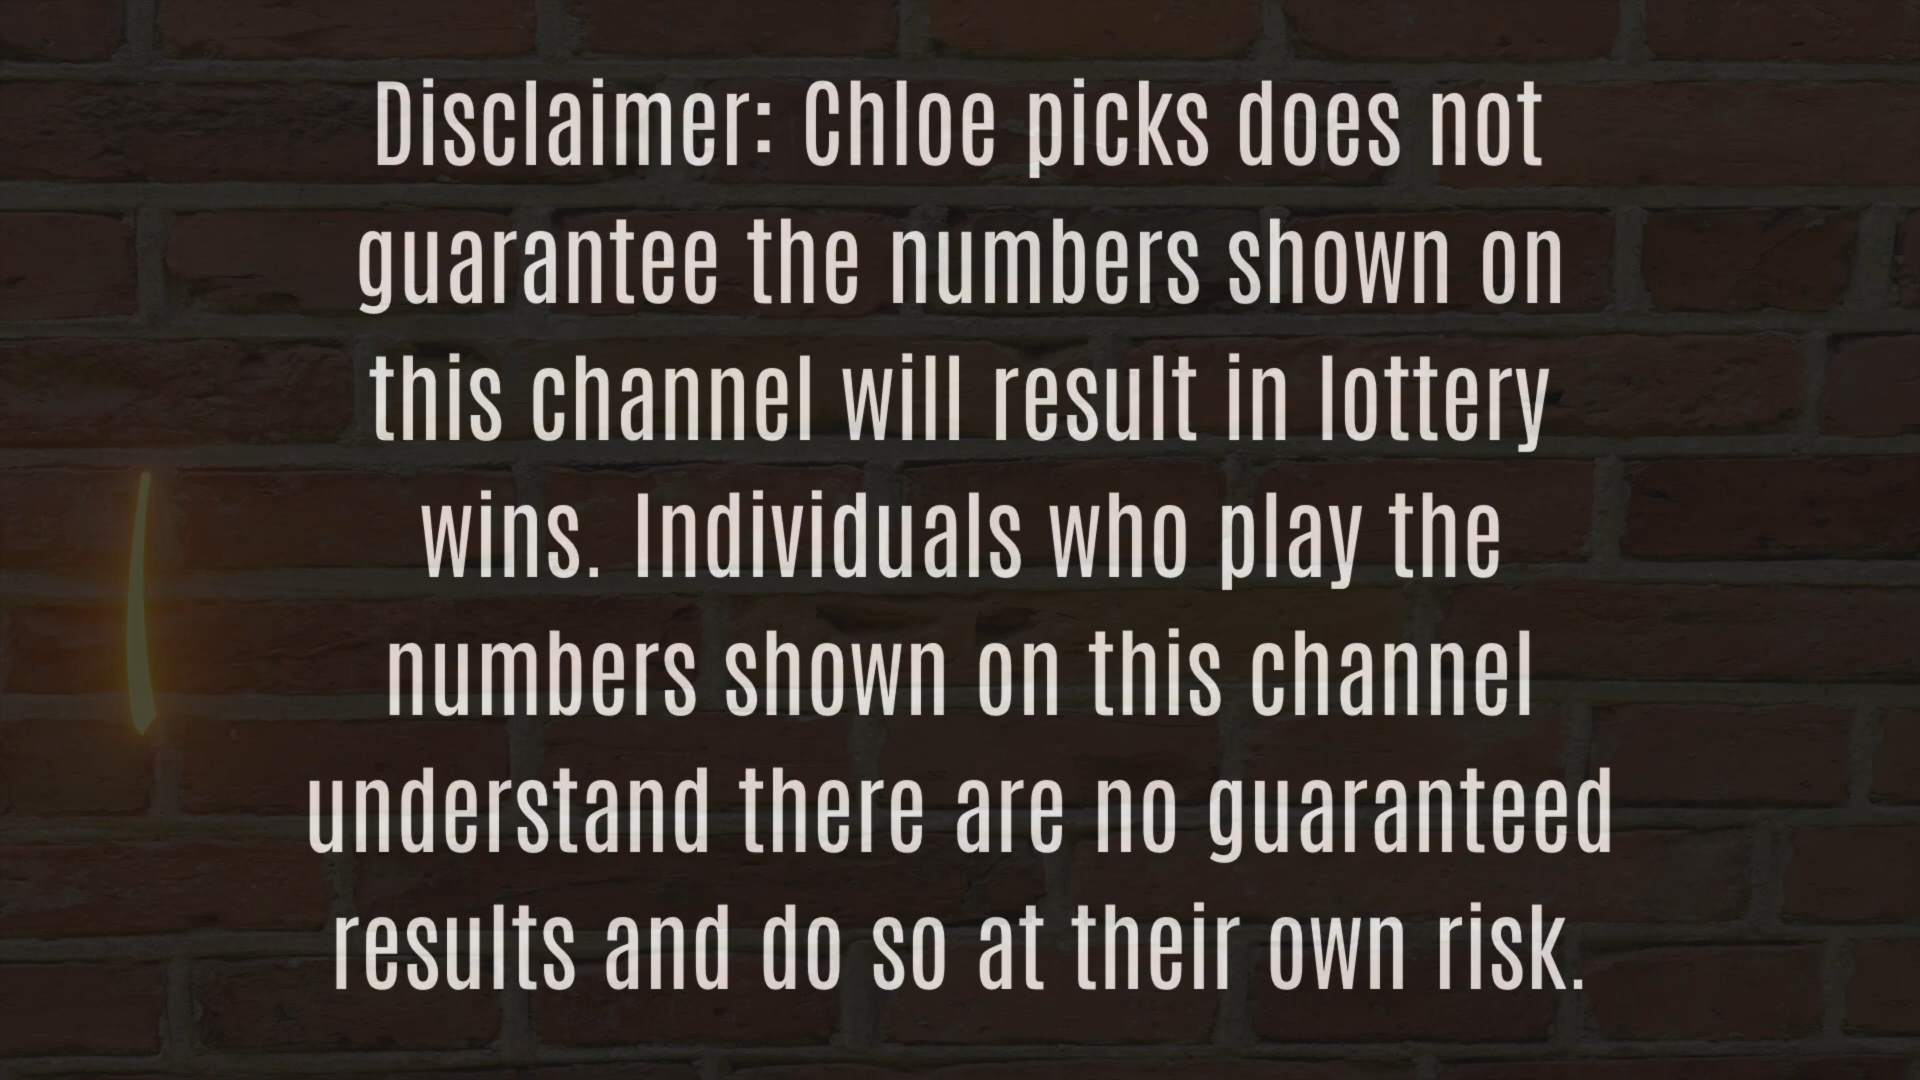 Disclaimer: Chloe picks does not
guarantee the numbers shown on
this channel will result in lottery
wins. Individuals who play the
numbers shown on this channel
understand there are no guaranteed
results and do so at their own risk.